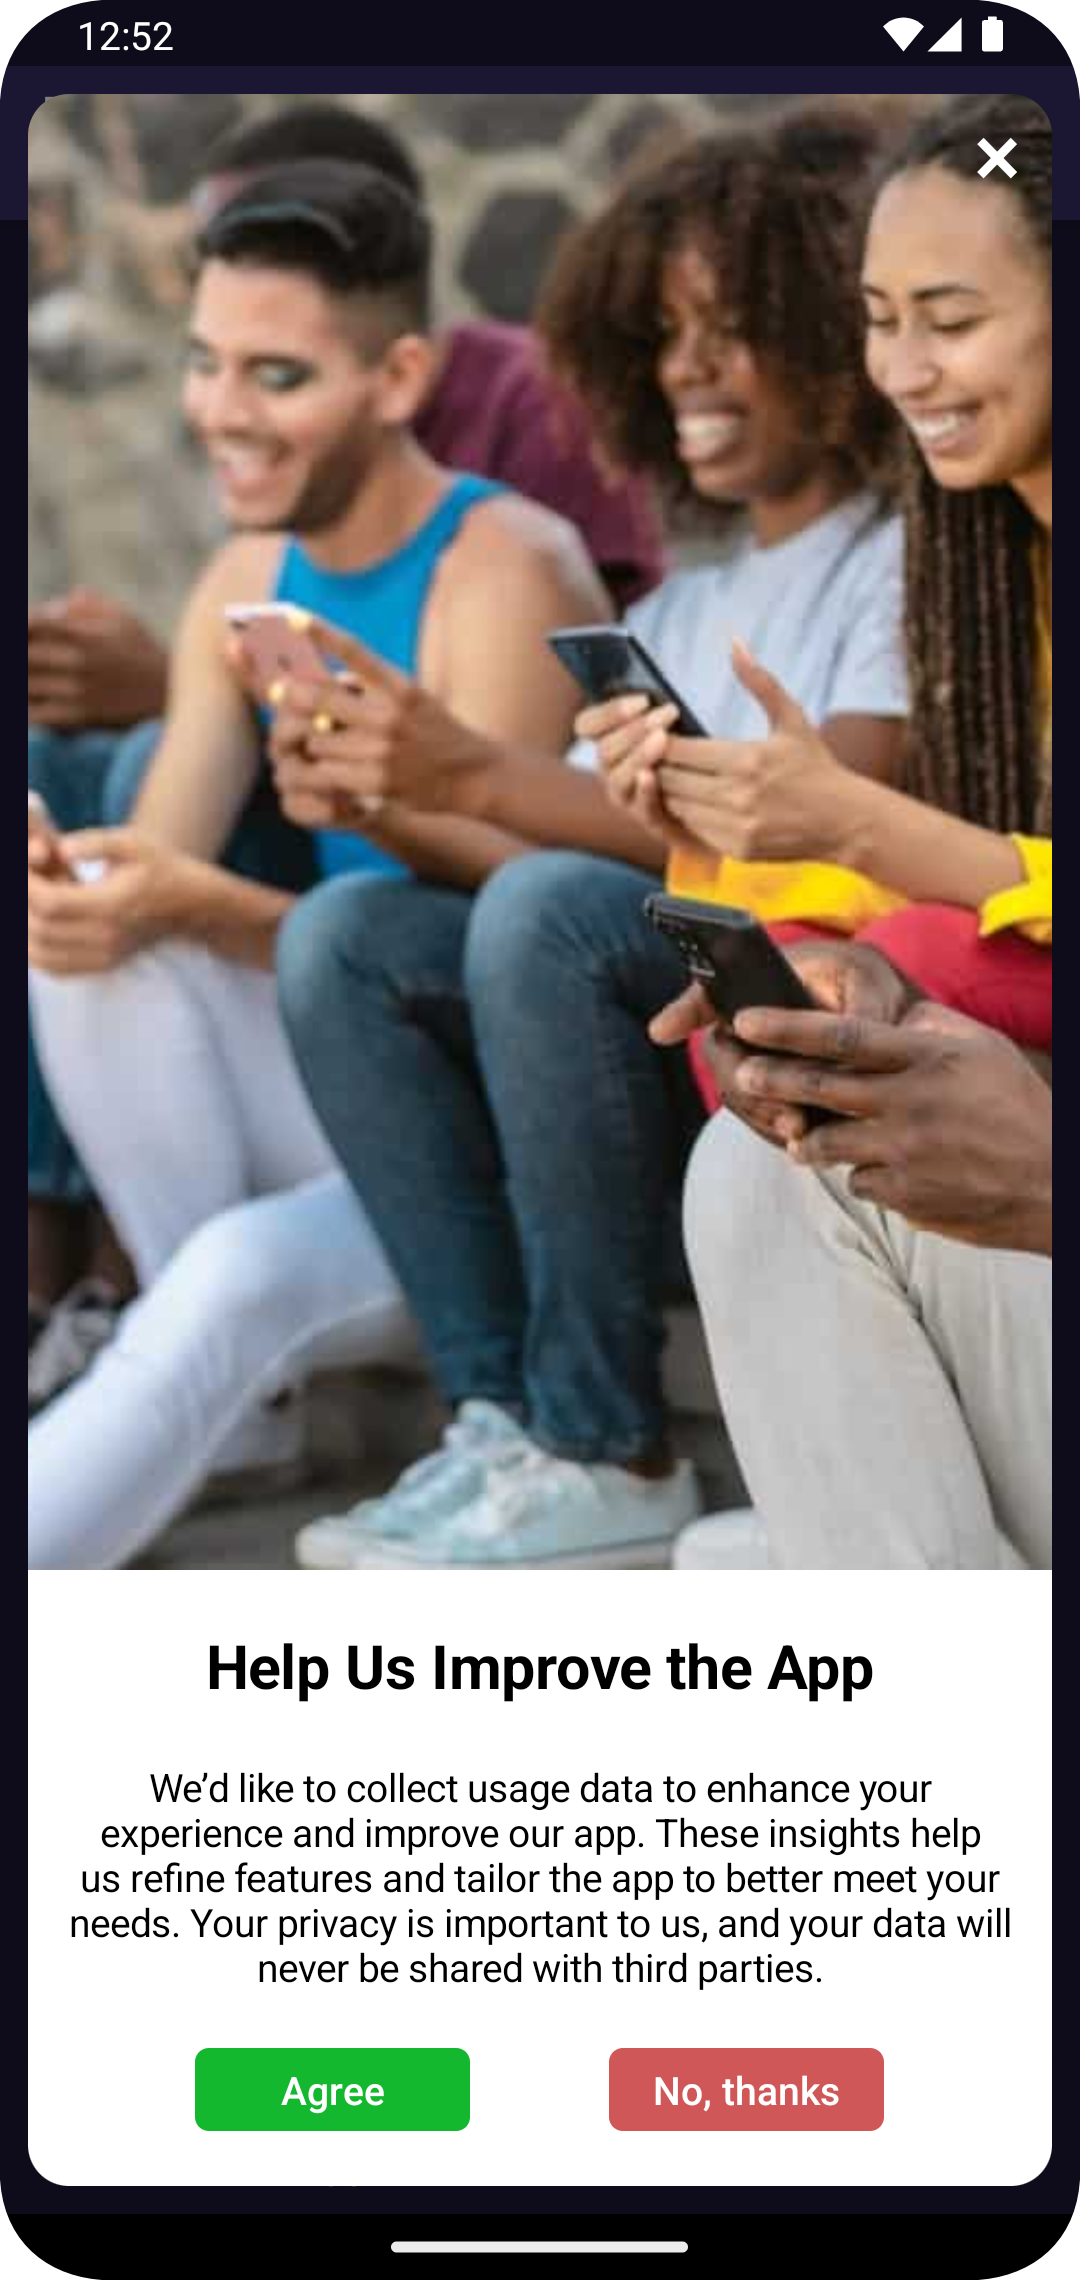 12:52
Help Us Improve the App
We’d like to collect usage data to enhance your
experience and improve our app. These insights help
us refine features and tailor the app to better meet your
needs. Your privacy is important to us, and your data will
never be shared with third parties.
Agree
No, thanks